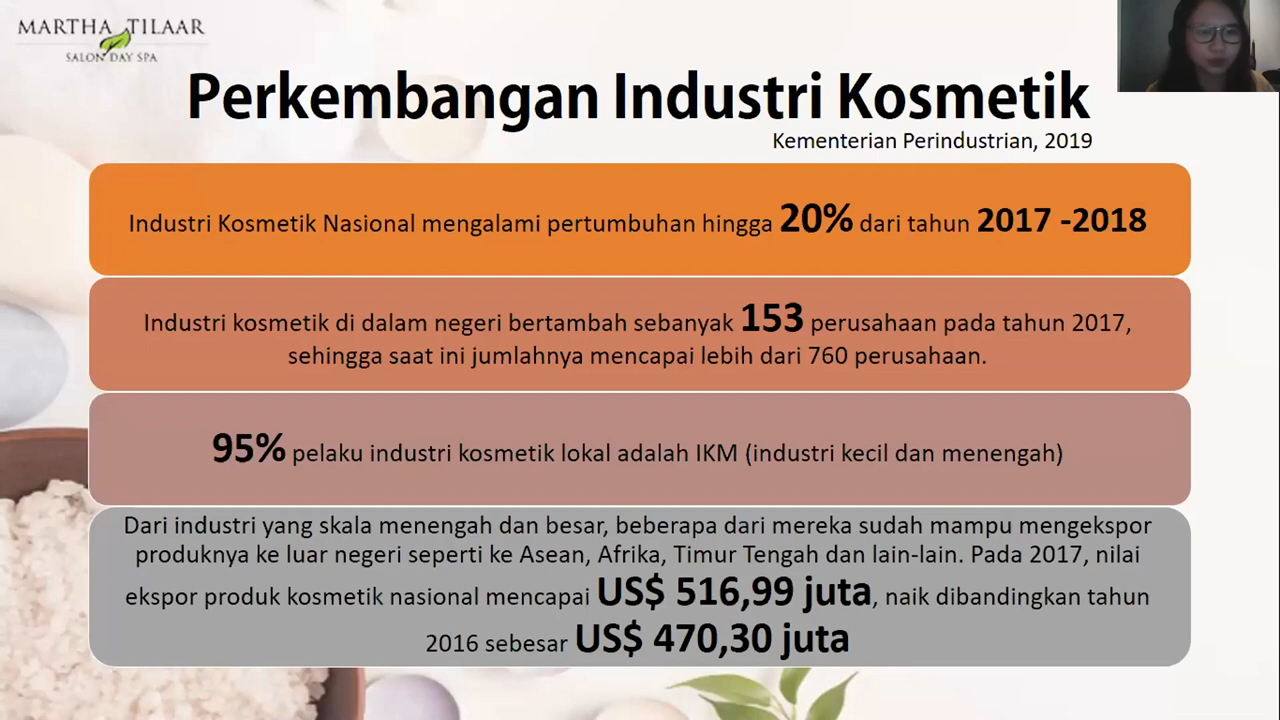 MARTHA TILAAR
SALON DAY SPA
Perkembangan Industri Kosmetik
Kementerian Perindustrian, 2019
Industri Kosmetik Nasional mengalami pertumbuhan hingga 20% dari tahun 2017 -2018
Industri kosmetik di dalam negeri bertambah sebanyak 153 perusahaan pada tahun 2017,
sehingga saat ini jumlahnya mencapai lebih dari 760 perusahaan.
95% pelaku industri kosmetik lokal adalah IKM (industri kecil dan menengah)
Dari industri yang skala menengah dan besar, beberapa dari mereka sudah mampu mengekspor
produknya ke luar negeri seperti ke Asean, Afrika, Timur Tengah dan lain-lain. Pada 2017, nilai
ekspor produk kosmetik nasional mencapai US$ 516,99 juta, naik dibandingkan tahun
2016 sebesar US$ 470,30 juta